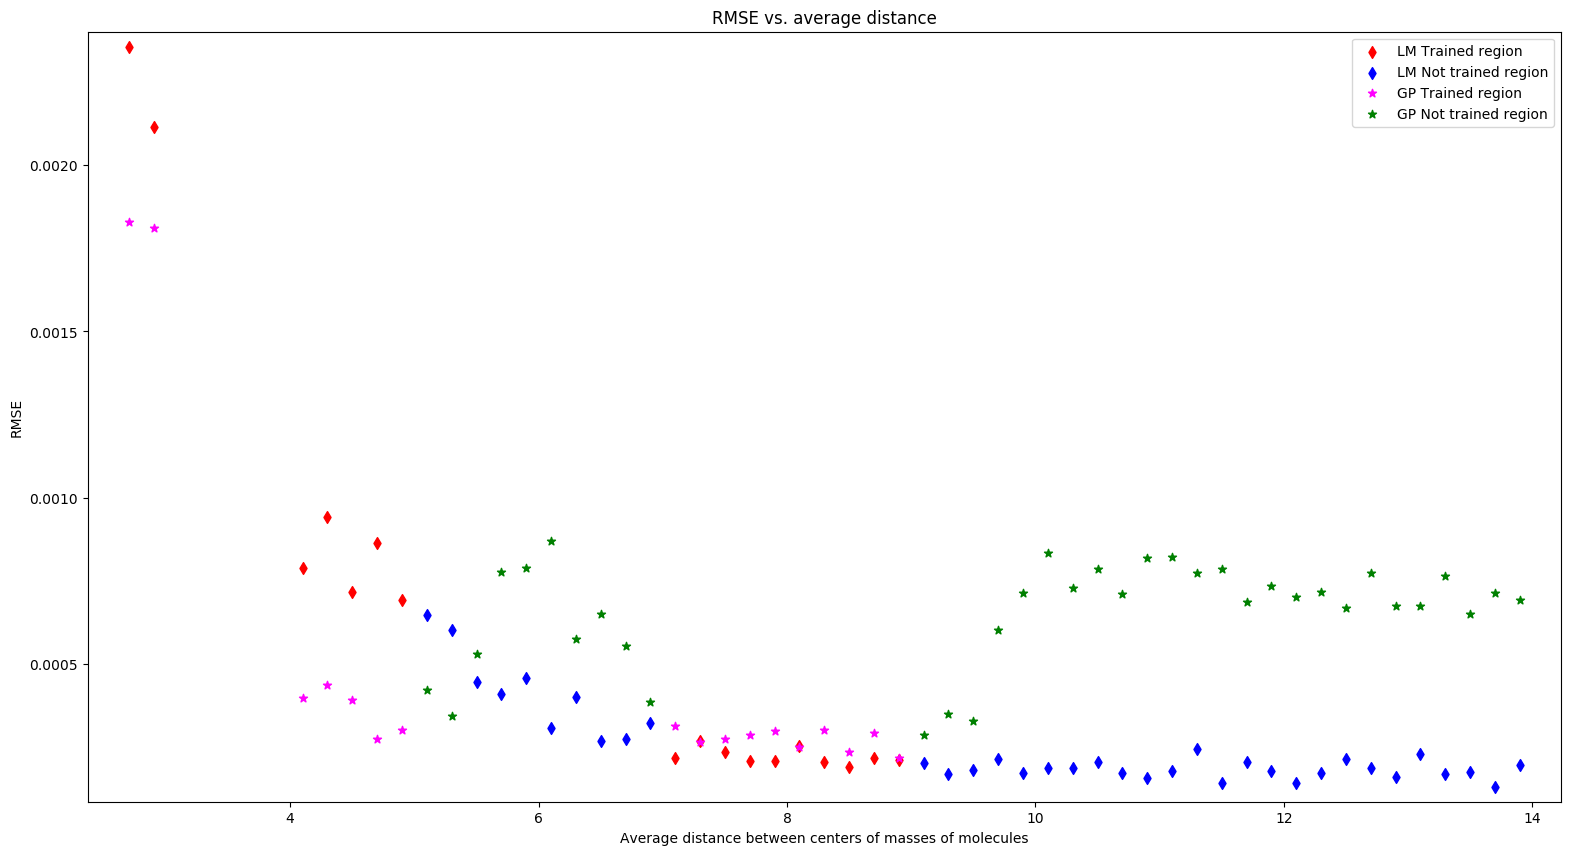 RMSE vs. average distance
LM Trained region
LM Not trained region
GP Trained region
GP Not trained region
0.0020
0.0015
0.0010
0.0005
RMSE
4 6 8 10 12 14
Average distance between centers of masses of molecules